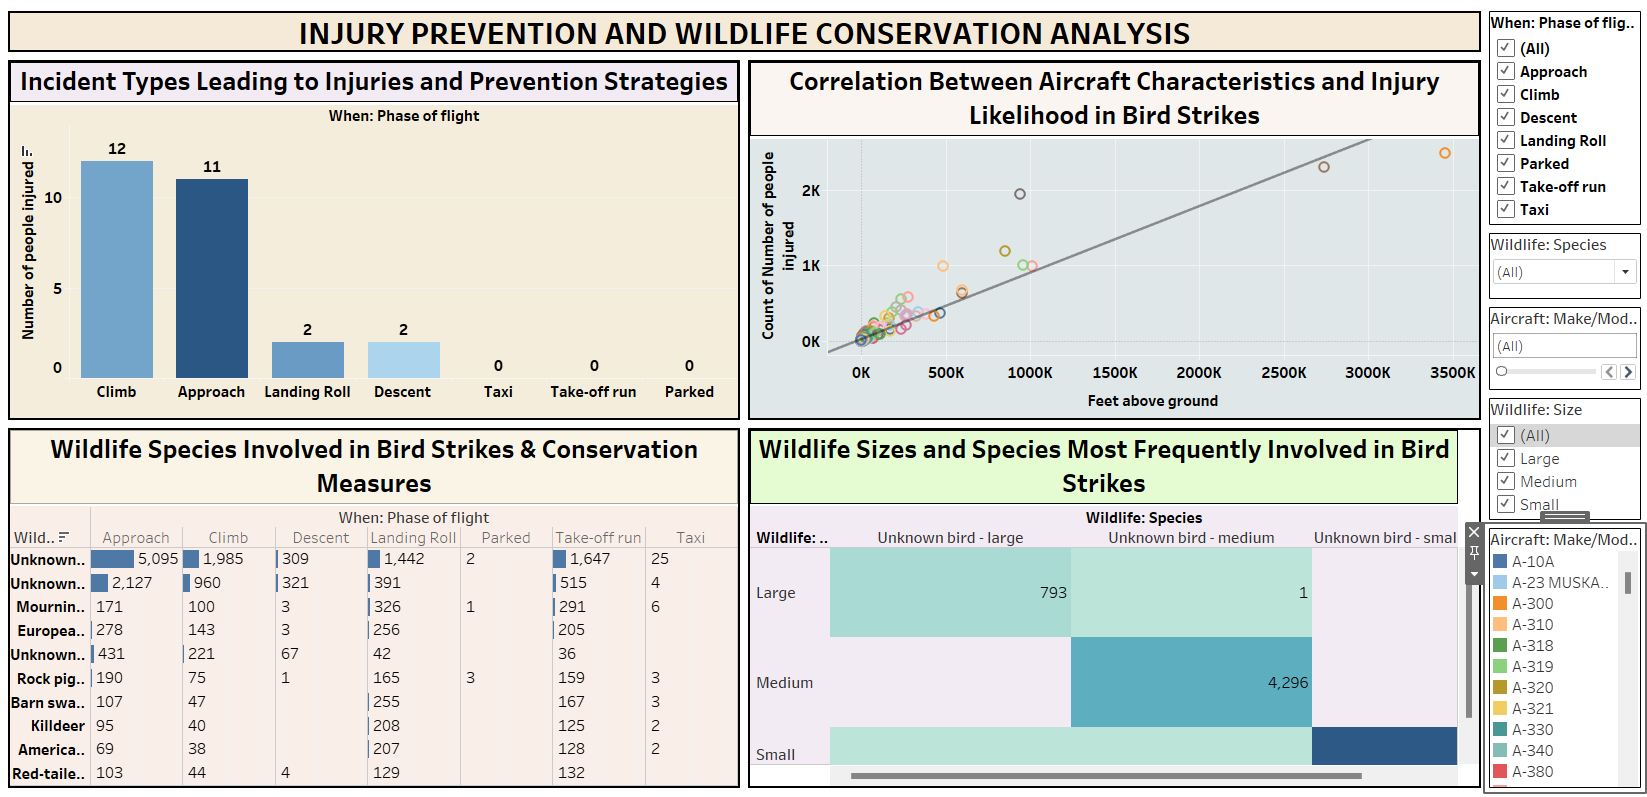 INJURY PREVENTION AND WILDLIFE CONSERVATION ANALYSIS
Incident Types Leading to Injuries and Prevention Strategies
When: Phase of flight
Number of people injured
10
5
0
12
11
2
2
0
0
0
Climb
Approach
Landing Roll
Descent
Taxi
Take-off run
Parked
Correlation Between Aircraft Characteristics and Injury
Likelihood in Bird Strikes
Count of Number of people
injured
2K
1K
0K
0K
500K
1000K
1500K
2000K
2500K
3000K
3500K
Feet above ground
Wildlife Species Involved in Bird Strikes & Conservation
Measures
When: Phase of flight
Wild.. Approach Climb Descent Landing Roll Parked Take-off run Taxi
Unknown.. 5,095 1,985 309 1,442 2 1,647 25
Unknown.. 2,127 960 321 391 515 4
Mournin.. 171 100 3 326 1 291 6
Europea.. 278 143 3 256 205
Unknown.. 431 221 67 42 36
Rock pig.. 190 75 1 165 3 159 3
Barn swa.. 107 47 255 167 3
Killdeer 95 40 208 125 2
America.. 69 38 207 128 2
Red-taile.. 103 44 4 129 132
Wildlife Sizes and Species Most Frequently Involved in Bird
Strikes
Wildlife: Species
Wildlife: .. Unknown bird - large Unknown bird - medium Unknown bird - smal
Large 793 1
Medium 4,296
Small
When: Phase of flig..
(All)
Approach
Climb
Descent
Landing Roll
Parked
Take-off run
Taxi
Wildlife: Species
(All)
Aircraft: Make/Mod..
(All)
Wildlife: Size
(All)
Large
Medium
Small
Aircraft: Make/Mod..
A-10A
A-23 MUSKA..
A-300
A-310
A-318
A-319
A-320
A-321
A-330
A-340
A-380